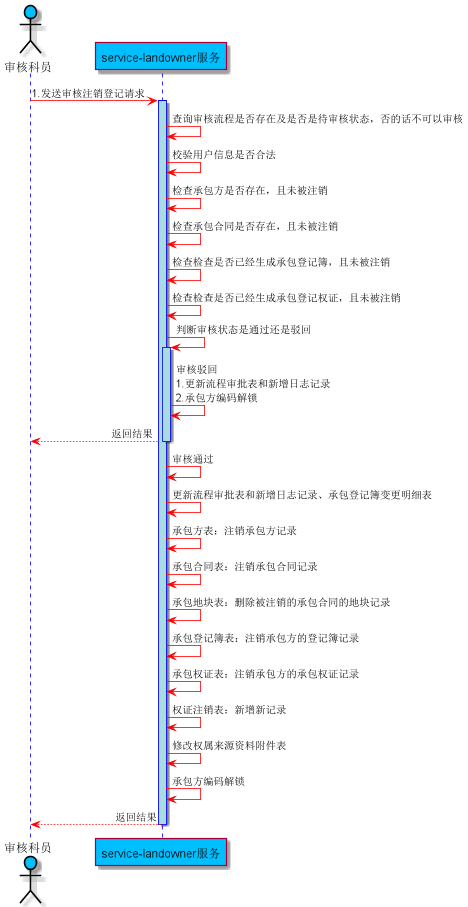 审核科员
service-landowner服务
1.发送审核注销登记请求
查询审核流程是否存在及是否是待审核状态，否的话不可以审核
校验用户信息是否合法
检查承包方是否存在，且未被注销
检查承包合同是否存在，且未被注销
检查检查是否已经生成承包登记簿，且未被注销
检查检查是否已经生成承包登记权证，且未被注销
判断审核状态是通过还是驳回
审核驳回
1.更新流程审批表和新增日志记录
2.承包方编码解锁
返回结果
审核通过
更新流程审批表和新增日志记录、承包登记簿变更明细表
承包方表：注销承包方记录
承包合同表：注销承包合同记录
承包地块表：删除被注销的承包合同的地块记录
承包登记簿表：注销承包方的登记簿记录
承包权证表：注销承包方的承包权证记录
权证注销表：新增新记录
修改权属来源资料附件表
承包方编码解锁
返回结果
审核科员
service-landowner服务